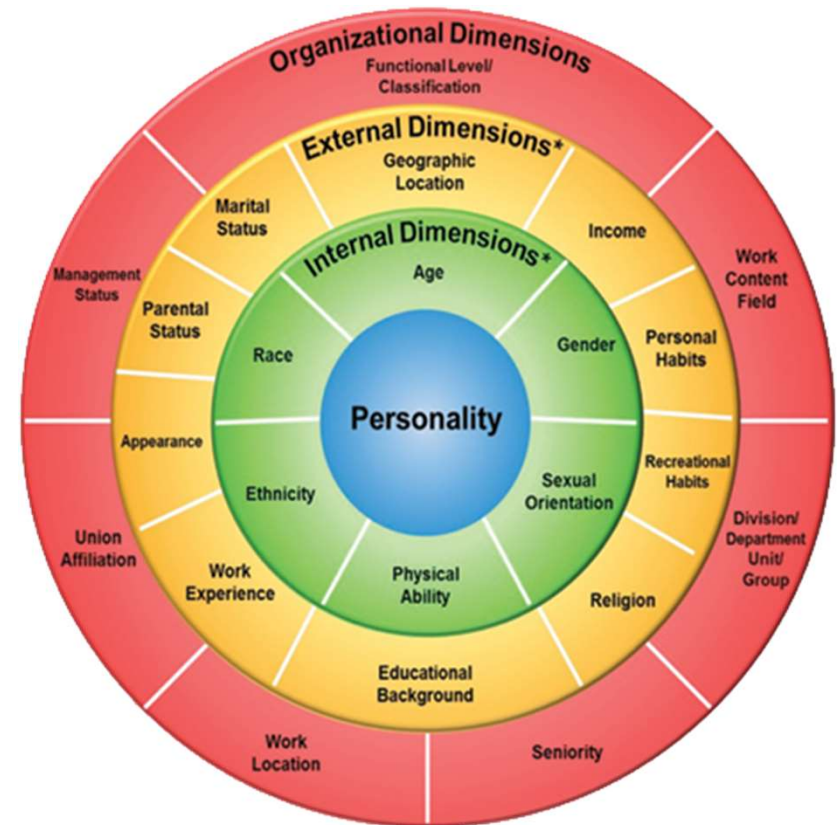 Organizational Dimensions
Functional Level/
Classification
Work
Content
Field
Division/
Department
Unit/
Group
Seniority
Work
Location
Union
Affiliation
Management
Status
External Dimensions*
Geographic
Location
Income
Personal
Habits
Recreational
Habits
Religion
Educational
Background
Work
Experience
Appearance
Parental
Status
Marital
Status
Internal Dimensions*
Age
Gender
Sexual
Orientation
Physical
Ability
Ethnicity
Race
Personality